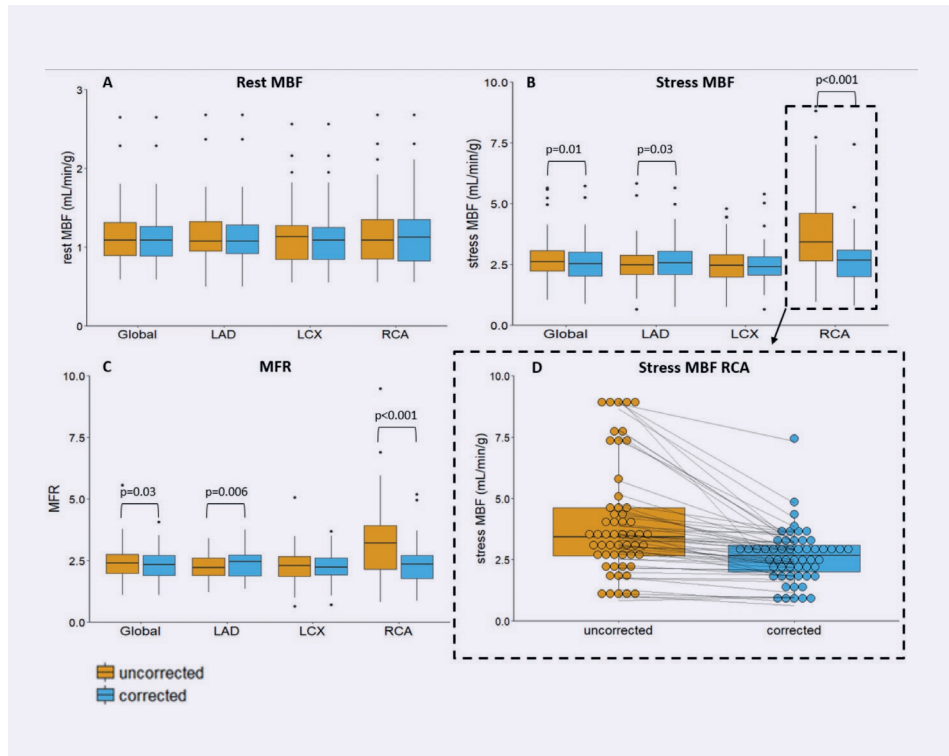 A Rest MBF
rest MBF (mL/min/g)
3
2
1
0
Global LAD LCX RCA
B Stress MBF
stress MBF (mL/min/g)
10.0
7.5
5.0
2.5
0.0
p=0.01
p=0.03
p<0.001
Global LAD LCX RCA
C MFR
MFR
10.0
7.5
5.0
2.5
0.0
p=0.03
p=0.006
p<0.001
Global LAD LCX RCA
D Stress MBF RCA
stress MBF (mL/min/g)
10.0
7.5
5.0
2.5
0.0
uncorrected corrected
uncorrected
corrected